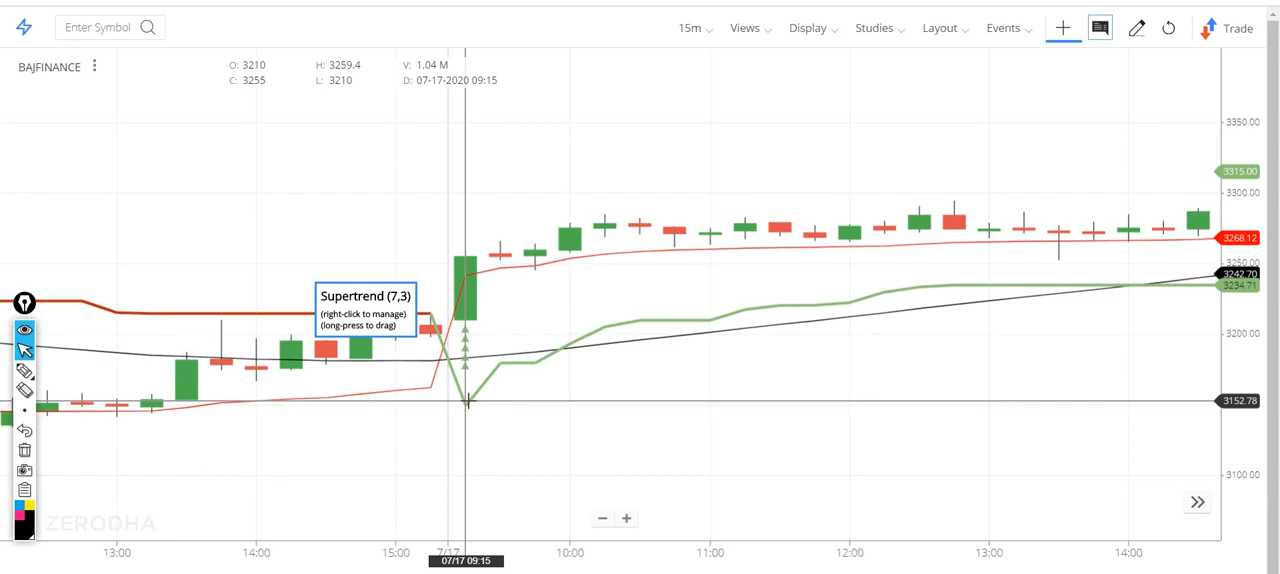 Enter Symbol
15m
Views
Display
Studies
Layout
Events
Trade
BAJFINANCE
O: 3210 H: 3259.4 V: 1.04 M
C: 3255 L: 3210 D: 07-17-2020 09:15
3350.00
3315.00
3300.00
3268.12
3250.00
3242.70
3234.71
3200.00
3152.78
3100.00
Supertrend (7,3)
(right-click to manage)
(long-press to drag)
ZERODHA
13:00 14:00 15:00 7/17 10:00 11:00 12:00 13:00 14:00
07/17 09:15